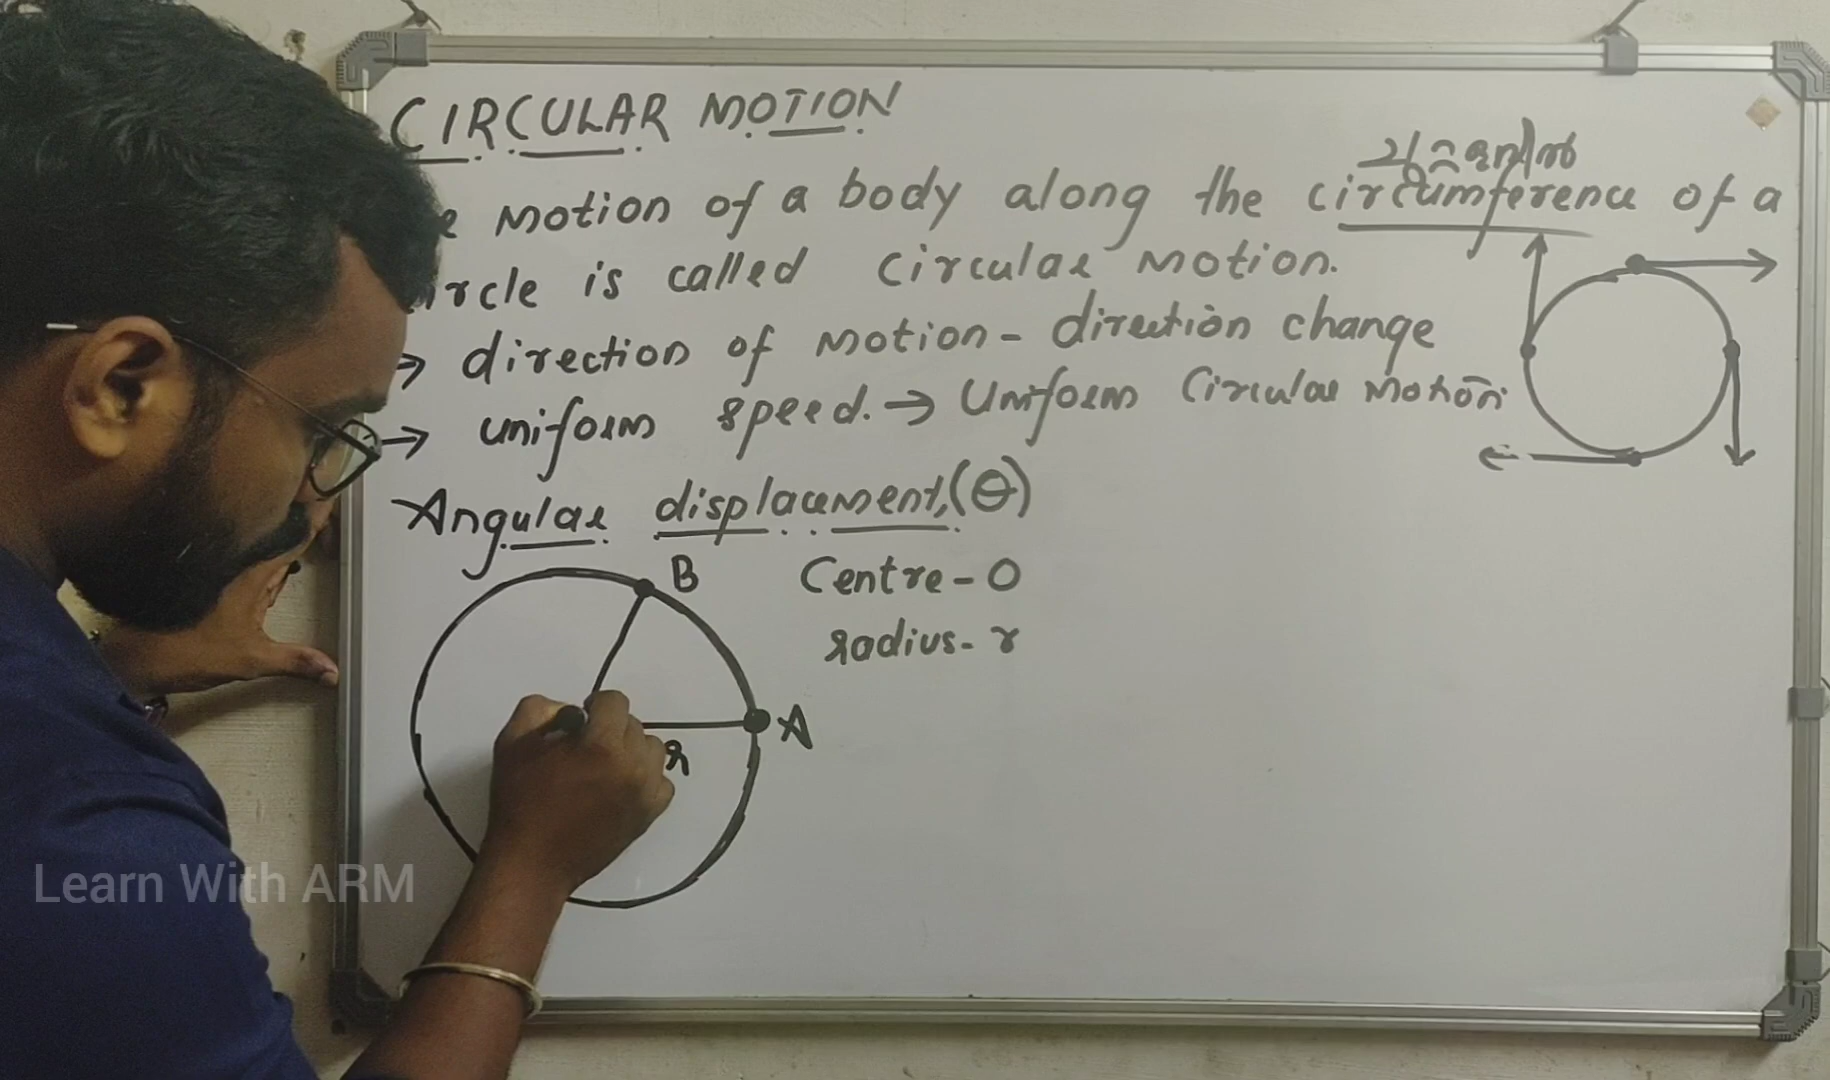 CIRCULAR MOTION
e motion of a body along the circumference of a
ircle is called Circular motion.
→ direction of motion - direction change
→ uniform speed. → Uniform Circular Motion
Angular displacement, (θ)
B
Centre - O
radius - r
A
r
Learn With ARM